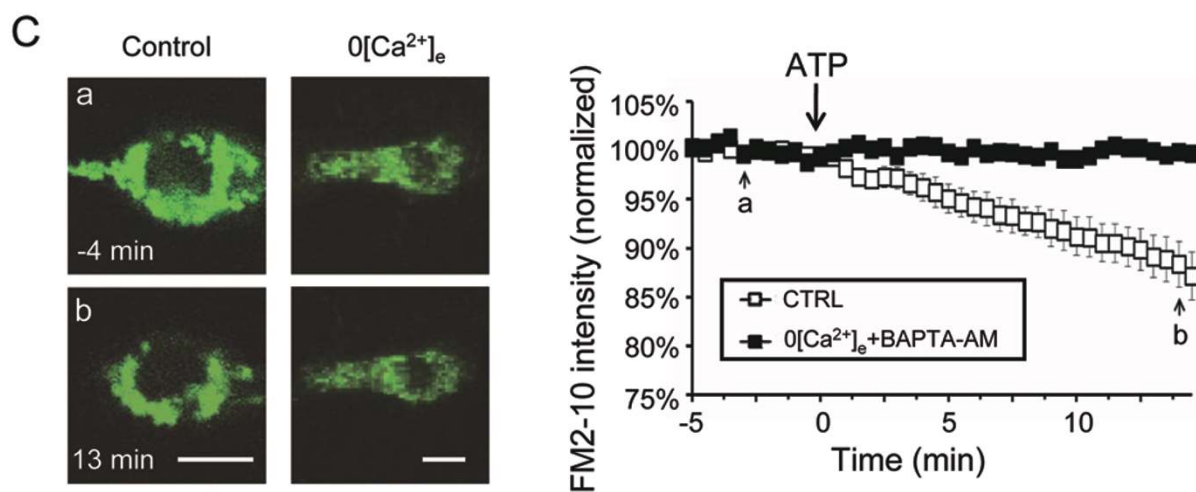 C
Control
0[Ca²⁺]ₑ
a
-4 min
b
13 min
ATP
FM2-10 intensity (normalized)
105%
100%
95%
90%
85%
80%
75%
a
b
CTRL
0[Ca²⁺]ₑ+BAPTA-AM
-5
0
5
10
Time (min)